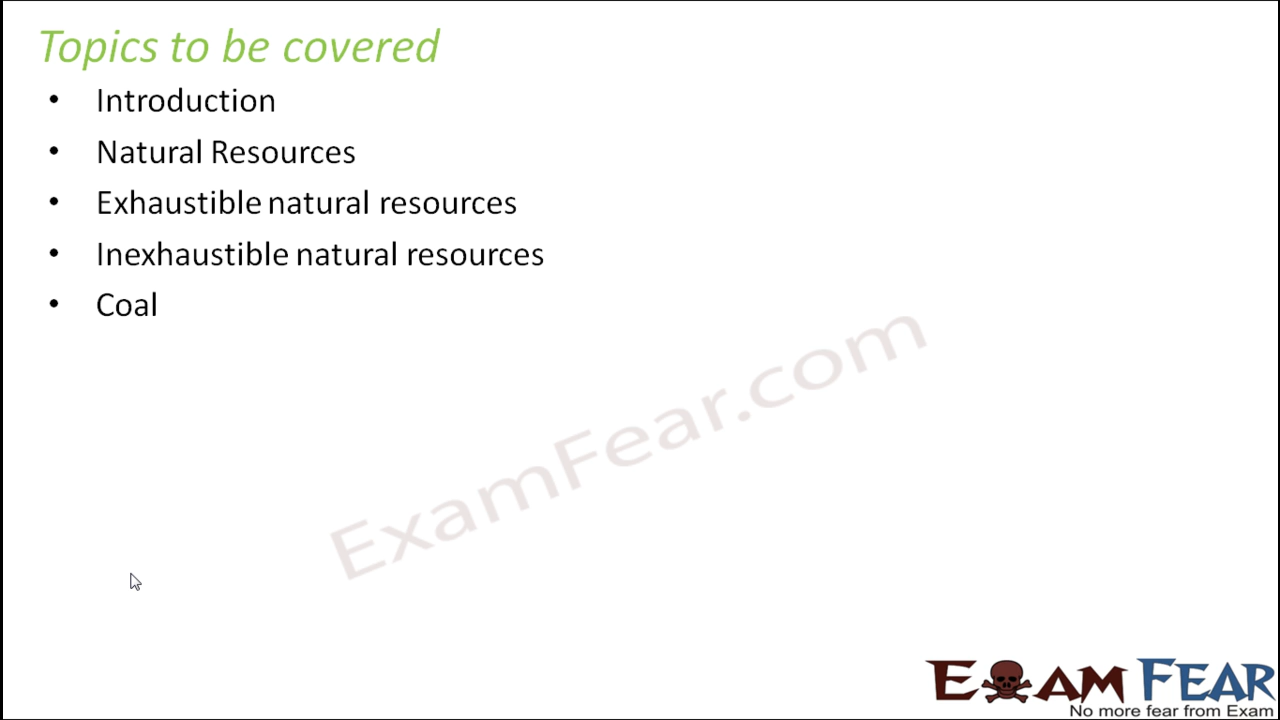 Topics to be covered
• Introduction
• Natural Resources
• Exhaustible natural resources
• Inexhaustible natural resources
• Coal
ExamFear.com
EXAM FEAR
No more fear from Exam